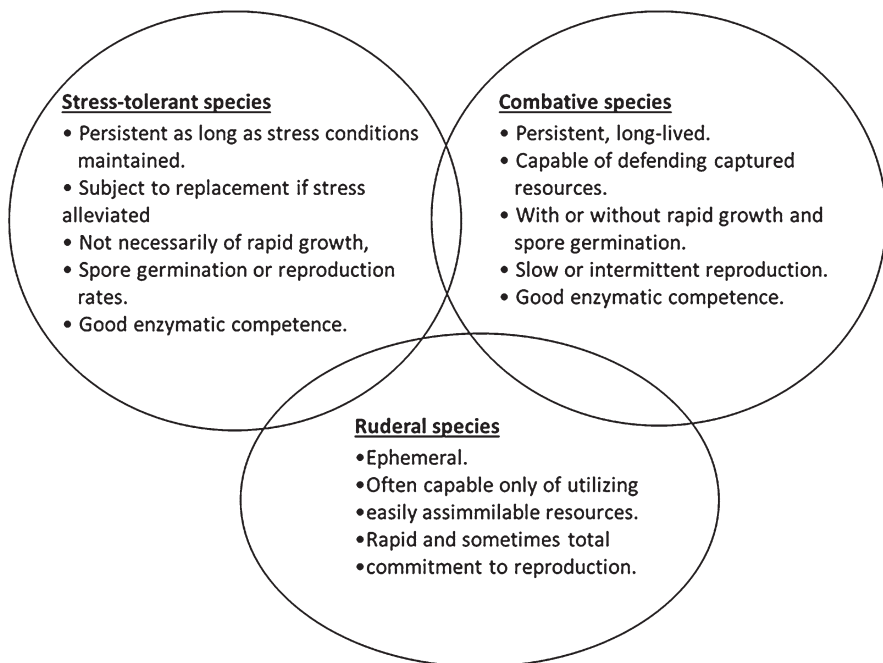 Stress-tolerant species
• Persistent as long as stress conditions
maintained.
• Subject to replacement if stress
alleviated
• Not necessarily of rapid growth,
• Spore germination or reproduction
rates.
• Good enzymatic competence.
Combative species
• Persistent, long-lived.
• Capable of defending captured
resources.
• With or without rapid growth and
spore germination.
• Slow or intermittent reproduction.
• Good enzymatic competence.
Ruderal species
•Ephemeral.
•Often capable only of utilizing
•easily assimmilable resources.
•Rapid and sometimes total
•commitment to reproduction.